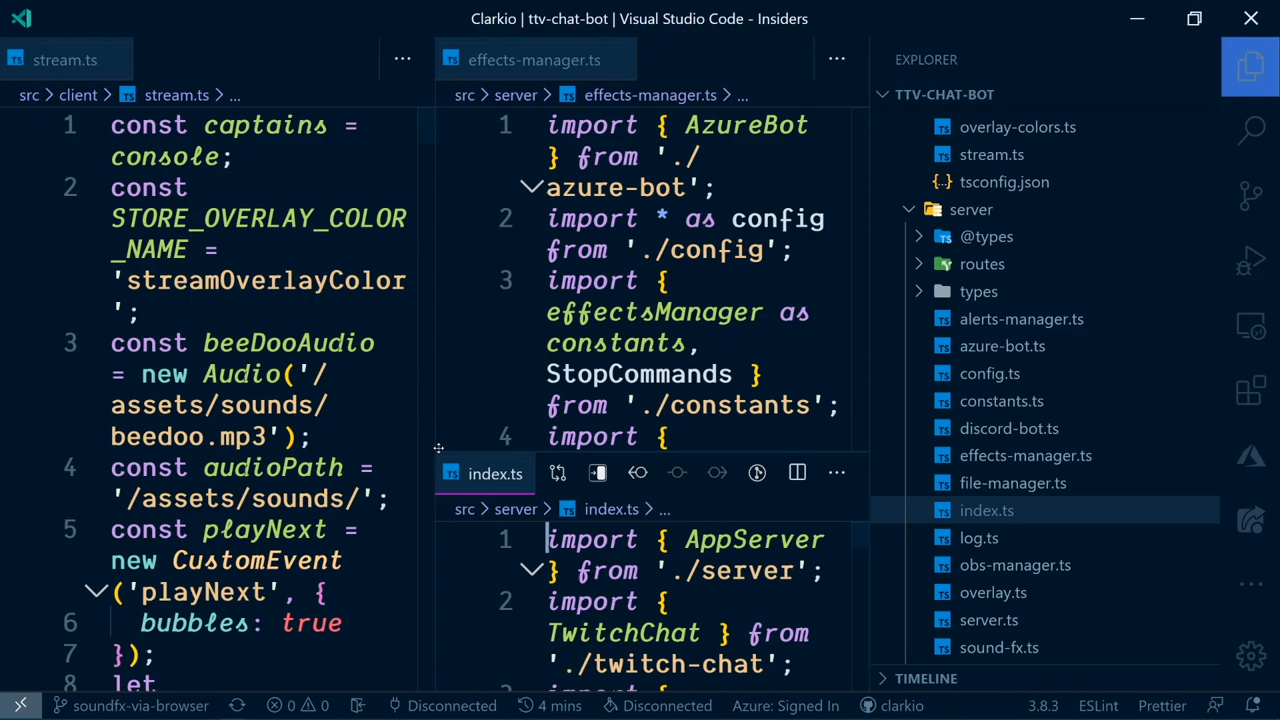 Clarkio | ttv-chat-bot | Visual Studio Code - Insiders
stream.ts
src client stream.ts ...
1 const captains =
console;
2 const
STORE_OVERLAY_COLOR
_NAME =
'streamOverlayColor
';
3 const beeDooAudio
= new Audio('/
assets/sounds/
beedoo.mp3');
4 const audioPath =
'/assets/sounds/';
5 const playNext =
new CustomEvent
('playNext', {
6 bubbles: true
7 });
8 let
effects-manager.ts
src server effects-manager.ts ...
1 import { AzureBot
} from './
azure-bot';
2 import * as config
from './config';
3 import {
effectsManager as
constants,
StopCommands }
from './constants';
4 import {
index.ts
src server index.ts ...
1 import { AppServer
} from './server';
2 import {
TwitchChat } from
'./twitch-chat';
3 import {
EXPLORER
TTV-CHAT-BOT
overlay-colors.ts
stream.ts
tsconfig.json
server
@types
routes
types
alerts-manager.ts
azure-bot.ts
config.ts
constants.ts
discord-bot.ts
effects-manager.ts
file-manager.ts
index.ts
log.ts
obs-manager.ts
overlay.ts
server.ts
sound-fx.ts
TIMELINE
soundfx-via-browser 0 0 Disconnected 4 mins Disconnected Azure: Signed In clarkio 3.8.3 ESLint Prettier